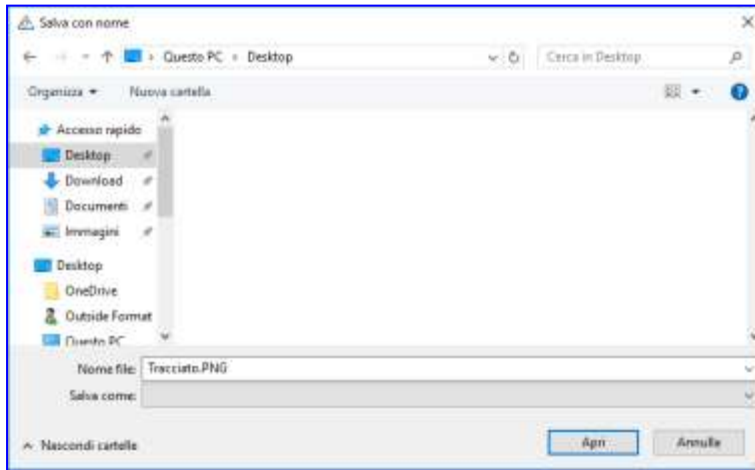 Salva con nome
Questo PC › Desktop
Cerca in Desktop
Organizza
Nuova cartella
Accesso rapido
Desktop
Download
Documenti
Immagini
Desktop
OneDrive
Outside Format
Questo PC
Nome file: Tracciato.PNG
Salva come:
Nascondi cartelle
Apri
Annulla